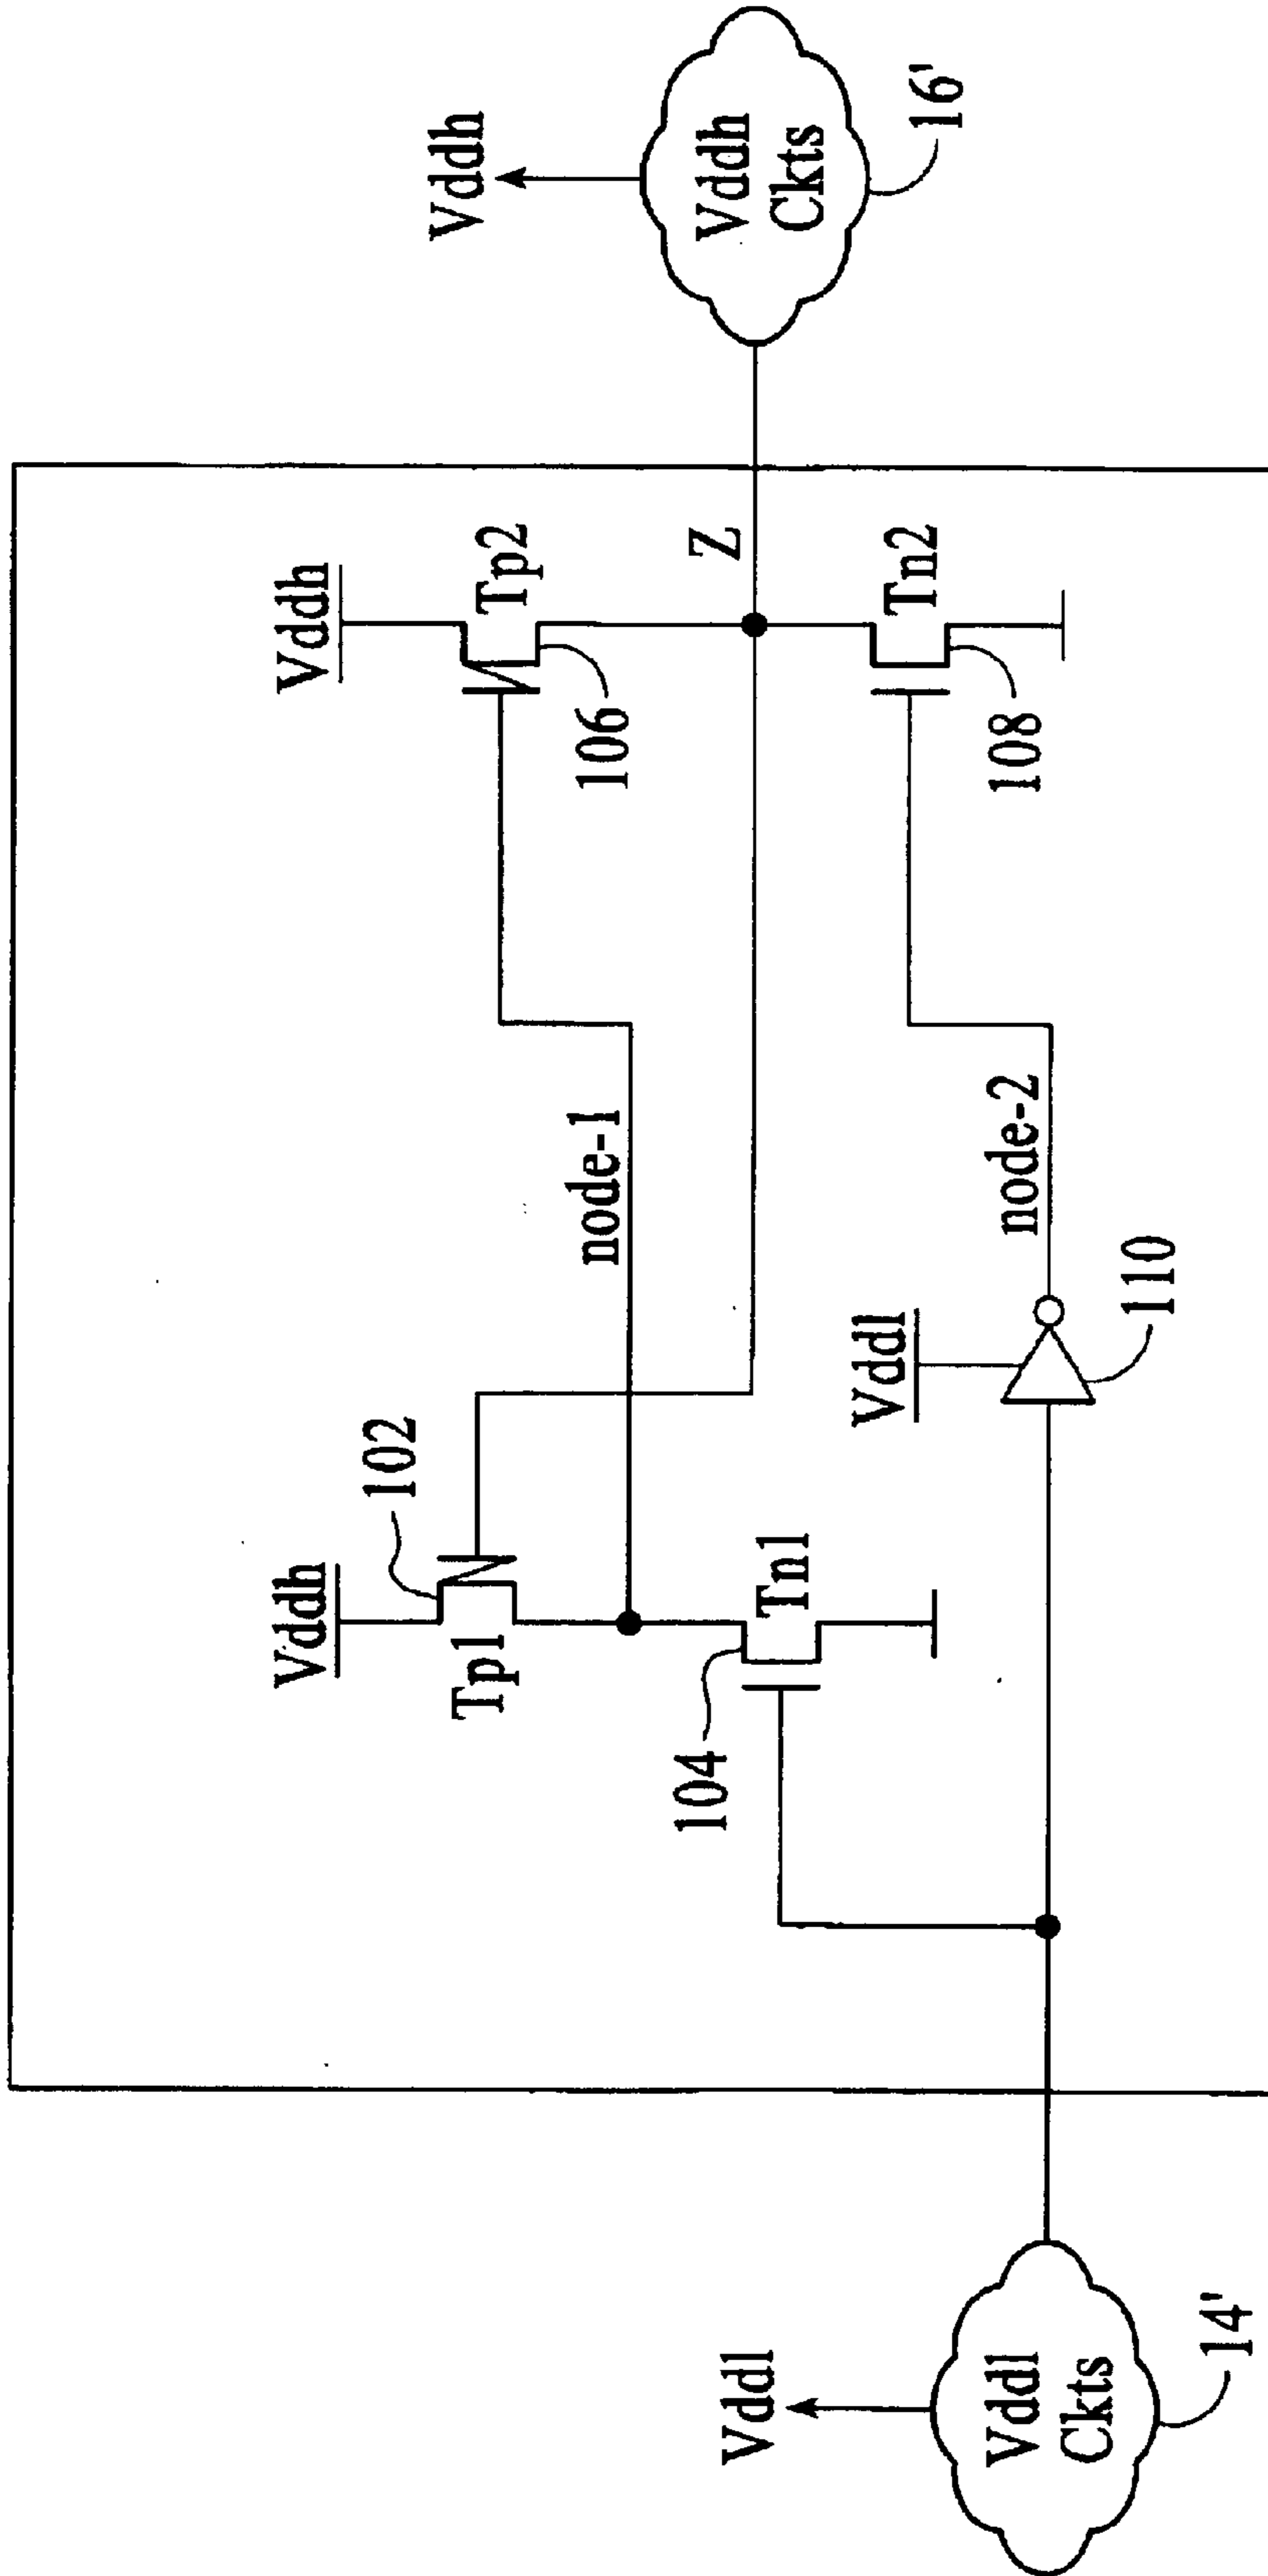 Vddh
102
Tp1
Vddh
Tp2
106
node-1
Z
104
Tn1
Tn2
108
Vddl
node-2
110
Vddl
Vddl
Ckts
14'
Vddh
Vddh
Ckts
16'